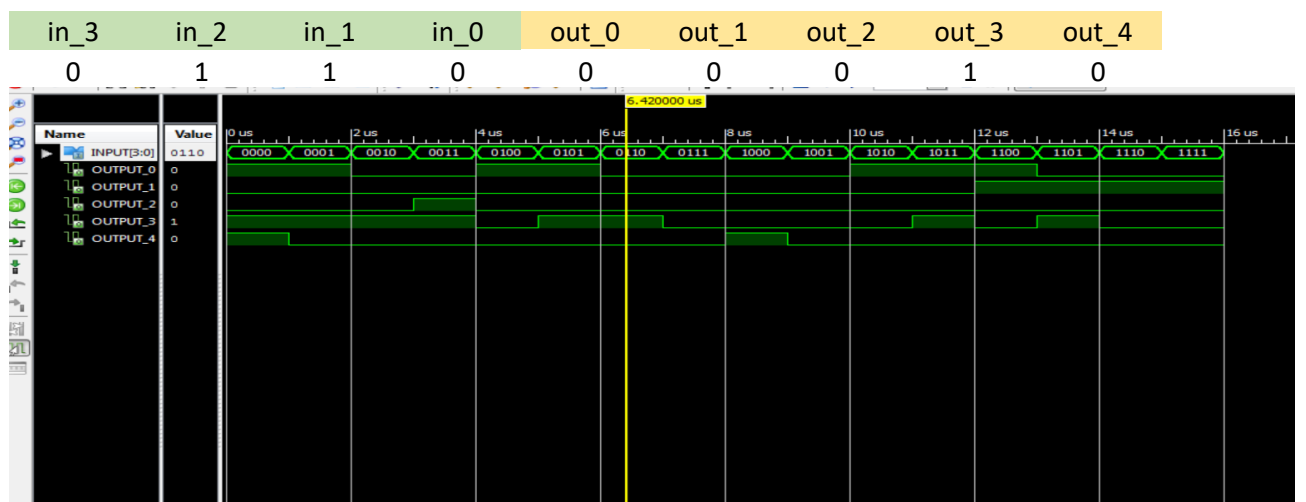 in_3 in_2 in_1 in_0 out_0 out_1 out_2 out_3 out_4
0 1 1 0 0 0 0 1 0
6.420000 us
Name Value 0 us 2 us 4 us 6 us 8 us 10 us 12 us 14 us 16 us
INPUT[3:0] 0110 0000 0001 0010 0011 0100 0101 0110 0111 1000 1001 1010 1011 1100 1101 1110 1111
OUTPUT_0 0
OUTPUT_1 0
OUTPUT_2 0
OUTPUT_3 1
OUTPUT_4 0